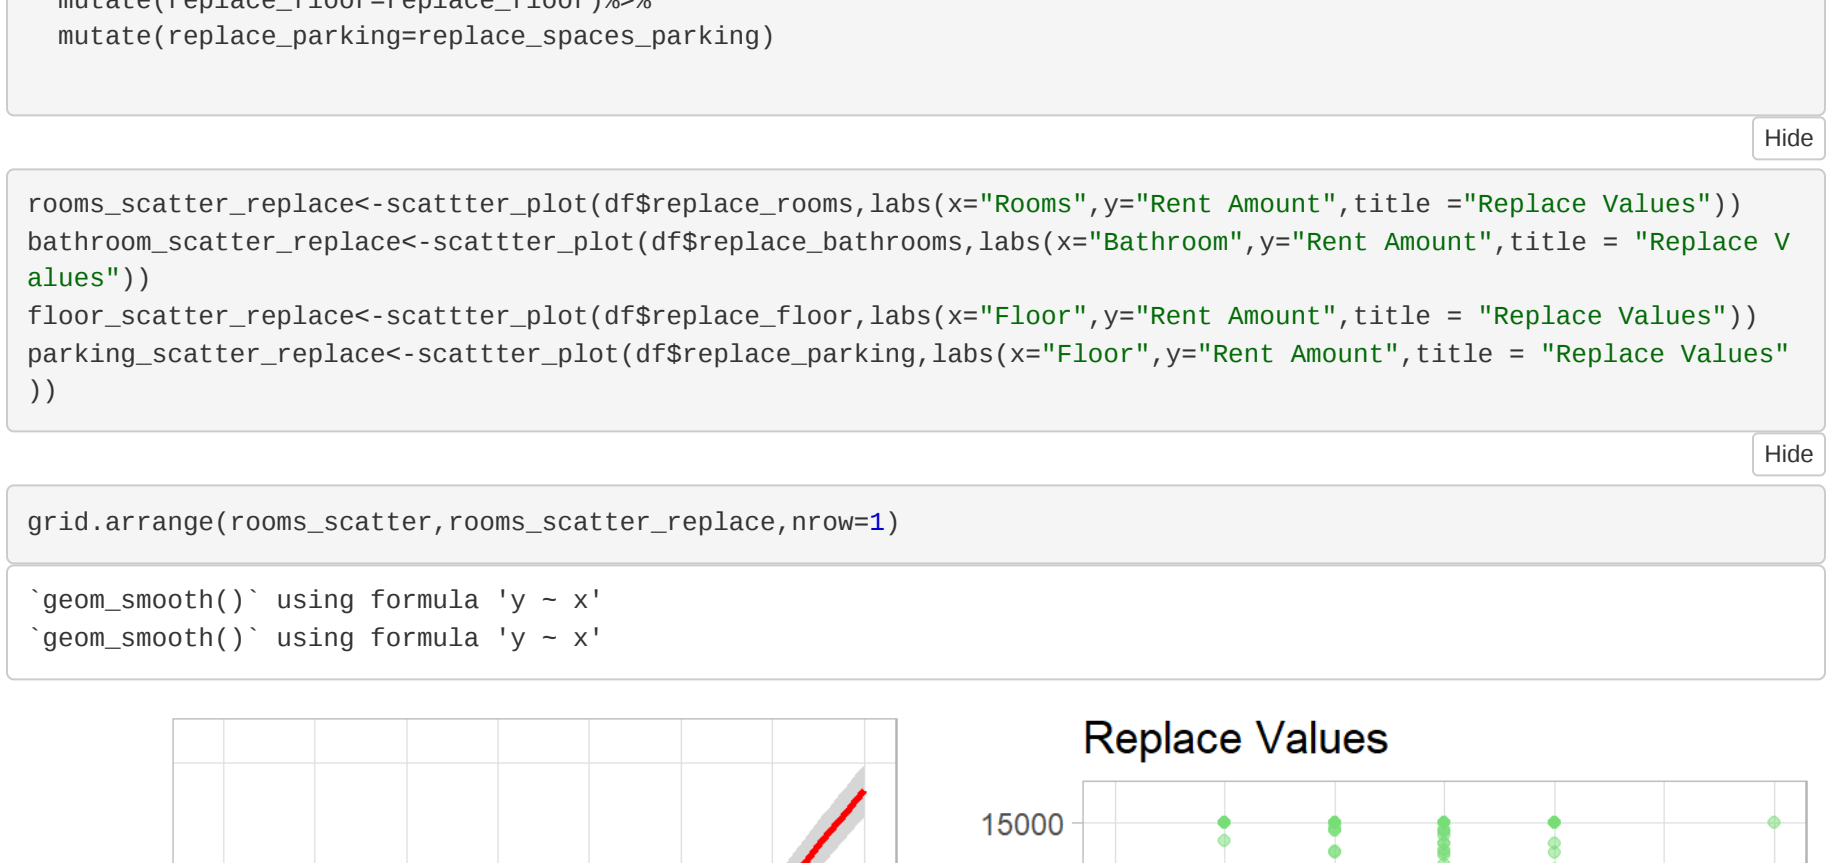 mutate(replace_floor=replace_floor)%>%
mutate(replace_parking=replace_spaces_parking)
Hide
rooms_scatter_replace<-scattter_plot(df$replace_rooms,labs(x="Rooms",y="Rent Amount",title ="Replace Values"))
bathroom_scatter_replace<-scattter_plot(df$replace_bathrooms,labs(x="Bathroom",y="Rent Amount",title = "Replace V
alues"))
floor_scatter_replace<-scattter_plot(df$replace_floor,labs(x="Floor",y="Rent Amount",title = "Replace Values"))
parking_scatter_replace<-scattter_plot(df$replace_parking,labs(x="Floor",y="Rent Amount",title = "Replace Values"
))
Hide
grid.arrange(rooms_scatter,rooms_scatter_replace,nrow=1)
`geom_smooth()` using formula 'y ~ x'
`geom_smooth()` using formula 'y ~ x'
Replace Values
15000